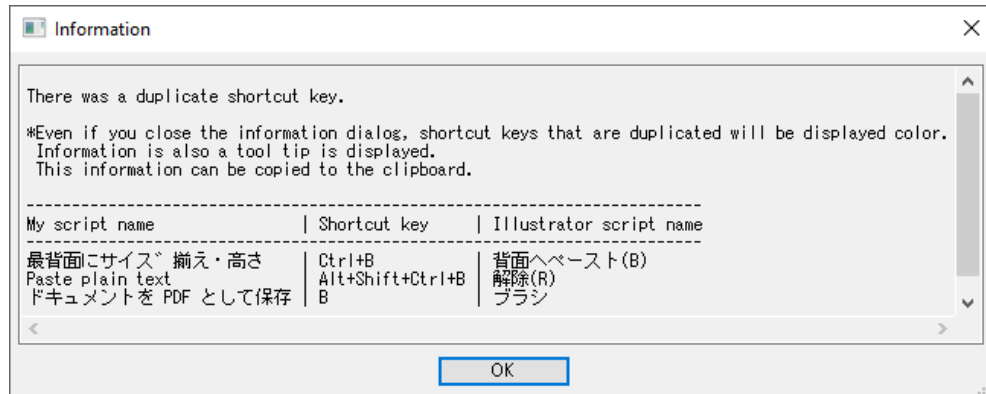 Information
There was a duplicate shortcut key.
*Even if you close the information dialog, shortcut keys that are duplicated will be displayed color.
Information is also a tool tip is displayed.
This information can be copied to the clipboard.
--------------------------------------------------------------------------
My script name | Shortcut key | Illustrator script name
--------------------------------------------------------------------------
最背面にサイズ 揃え・高さ | Ctrl+B | 背面へペースト(B)
Paste plain text | Alt+Shift+Ctrl+B | 解除(R)
ドキュメントを PDF として保存 | B | ブラシ
OK